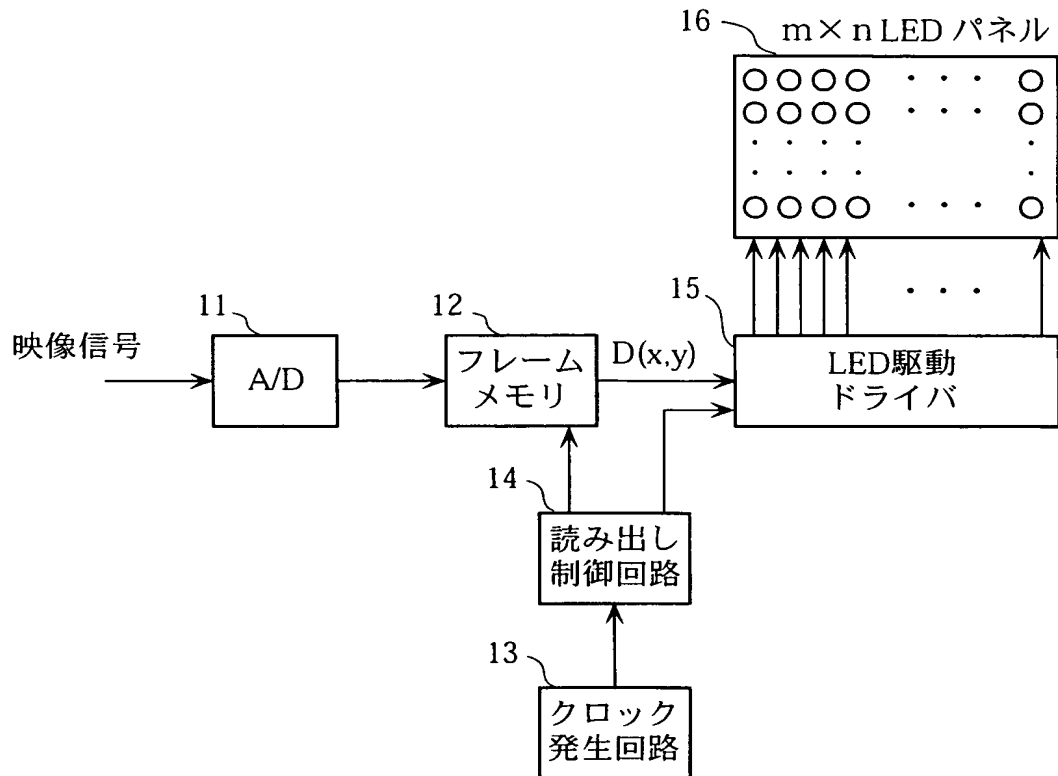 16
m×n LED パネル
11
12
15
映像信号
A/D
フレーム
メモリ
D(x,y)
LED駆動
ドライバ
14
読み出し
制御回路
13
クロック
発生回路